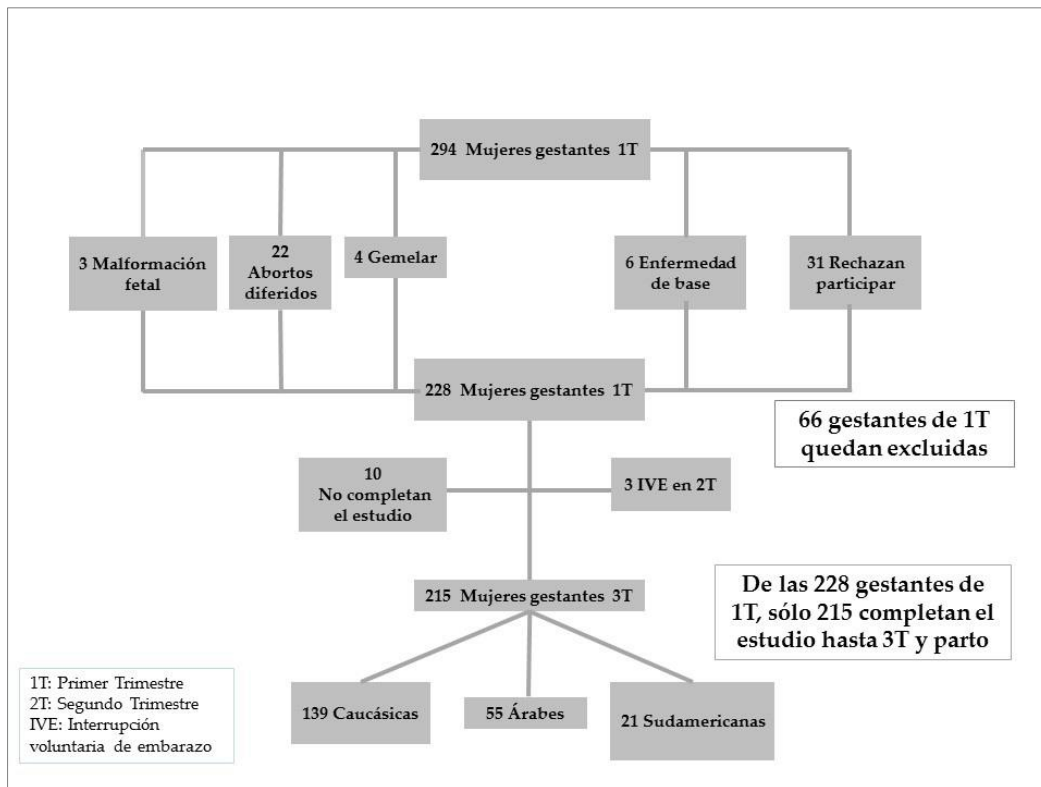 294 Mujeres gestantes 1T
3 Malformación
fetal
22
Abortos
diferidos
4 Gemelar
6 Enfermedad
de base
31 Rechazan
participar
228 Mujeres gestantes 1T
66 gestantes de 1T
quedan excluidas
10
No completan
el estudio
3 IVE en 2T
215 Mujeres gestantes 3T
De las 228 gestantes de
1T, sólo 215 completan el
estudio hasta 3T y parto
139 Caucásicas
55 Árabes
21 Sudamericanas
1T: Primer Trimestre
2T: Segundo Trimestre
IVE: Interrupción
voluntaria de embarazo